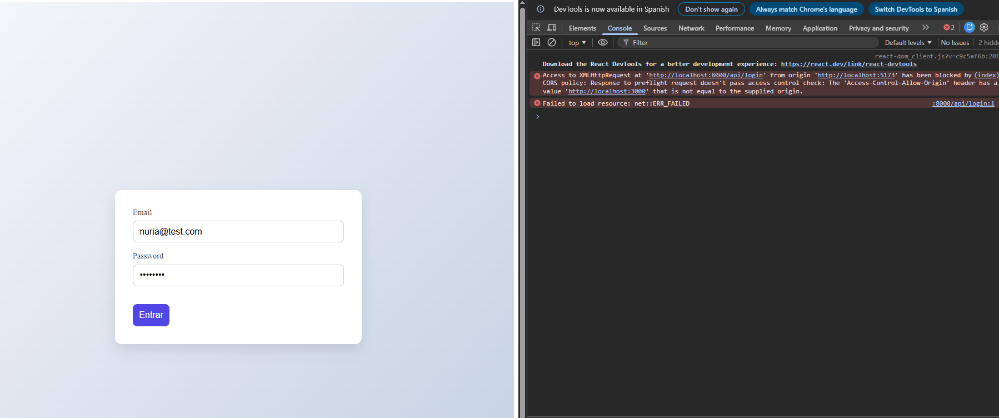 Email
nuria@test.com
Password
••••••••
Entrar
DevTools is now available in Spanish Don't show again Always match Chrome's language Switch DevTools to Spanish
Elements Console Sources Network Performance Memory Application Privacy and security 2
top Filter Default levels No Issues 2 hidde
react-dom_client.js?v=c9c5af6b:201
Download the React DevTools for a better development experience: https://react.dev/link/react-devtools
Access to XMLHttpRequest at 'http://localhost:8000/api/login' from origin 'http://localhost:5173' has been blocked by (index)
CORS policy: Response to preflight request doesn't pass access control check: The 'Access-Control-Allow-Origin' header has a
value 'http://localhost:3000' that is not equal to the supplied origin.
Failed to load resource: net::ERR_FAILED :8000/api/login:1